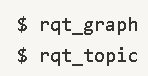 $ rqt_graph
$ rqt_topic